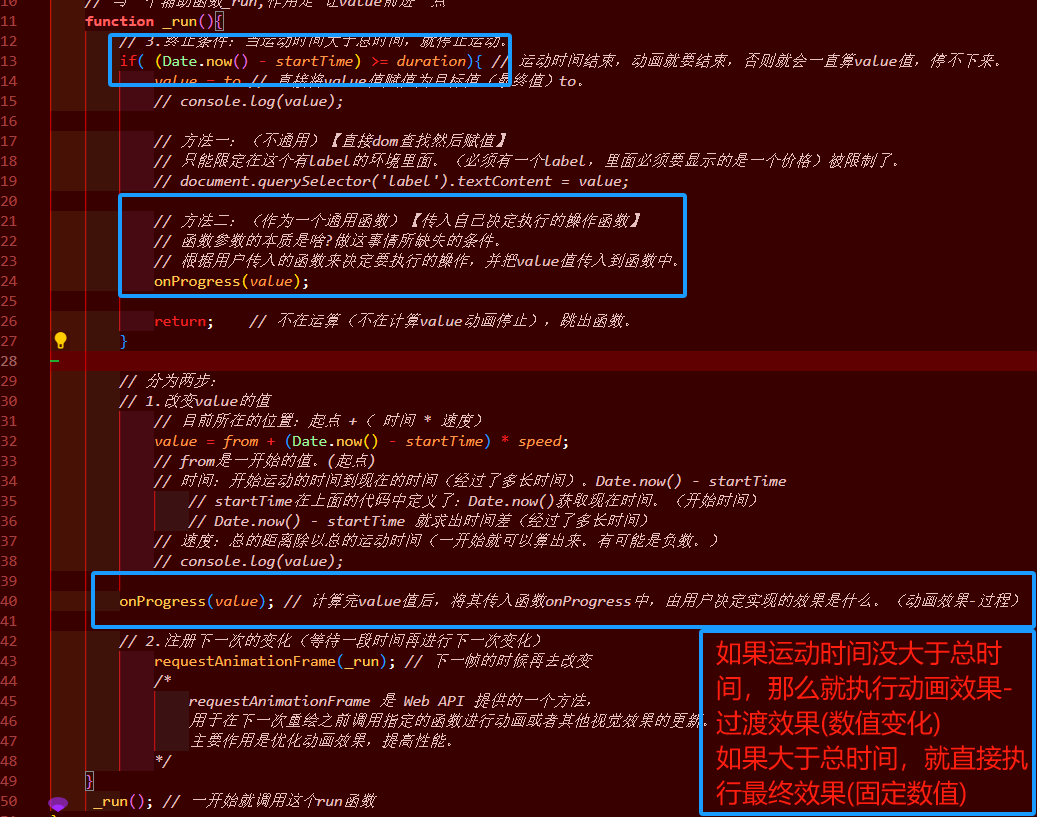 11 function _run(){
12 // 3.终止条件：当运动时间大于总时间，就停止运动。
13 if( (Date.now() - startTime) >= duration){ // 运动时间结束，动画就要结束，否则就会一直算value值，停不下来。
14 value = to // 直接将value值赋值为目标值（最终值）to。
15 // console.log(value);
16
17 // 方法一：（不通用）【直接dom查找然后赋值】
18 // 只能限定在这个有label的环境里面。（必须有一个label，里面必须要显示的是一个价格）被限制了。
19 // document.querySelector('label').textContent = value;
20
21 // 方法二：（作为一个通用函数）【传入自己决定执行的操作函数】
22 // 函数参数的本质是啥?做这事情所缺失的条件。
23 // 根据用户传入的函数来决定要执行的操作，并把value值传入到函数中。
24 onProgress(value);
25
26 return; // 不在运算（不在计算value动画停止），跳出函数。
27 }
28
29 // 分为两步：
30 // 1.改变value的值
31 // 目前所在的位置：起点 +（ 时间 * 速度）
32 value = from + (Date.now() - startTime) * speed;
33 // from是一开始的值。(起点)
34 // 时间：开始运动的时间到现在的时间（经过了多长时间）。Date.now() - startTime
35 // startTime在上面的代码中定义了：Date.now()获取现在时间。（开始时间）
36 // Date.now() - startTime 就求出时间差（经过了多长时间）
37 // 速度：总的距离除以总的运动时间（一开始就可以算出来。有可能是负数。）
38 // console.log(value);
39
40 onProgress(value); // 计算完value值后，将其传入函数onProgress中，由用户决定实现的效果是什么。（动画效果-过程）
41
42 // 2.注册下一次的变化（等待一段时间再进行下一次变化）
43 requestAnimationFrame(_run); // 下一帧的时候再去改变
44 /*
45 requestAnimationFrame 是 Web API 提供的一个方法，
46 用于在下一次重绘之前调用指定的函数进行动画或者其他视觉效果的更新。
47 主要作用是优化动画效果，提高性能。
48 */
49 }
50 _run(); // 一开始就调用这个run函数
如果运动时间没大于总时
间，那么就执行动画效果-
过渡效果(数值变化)
如果大于总时间，就直接执
行最终效果(固定数值)